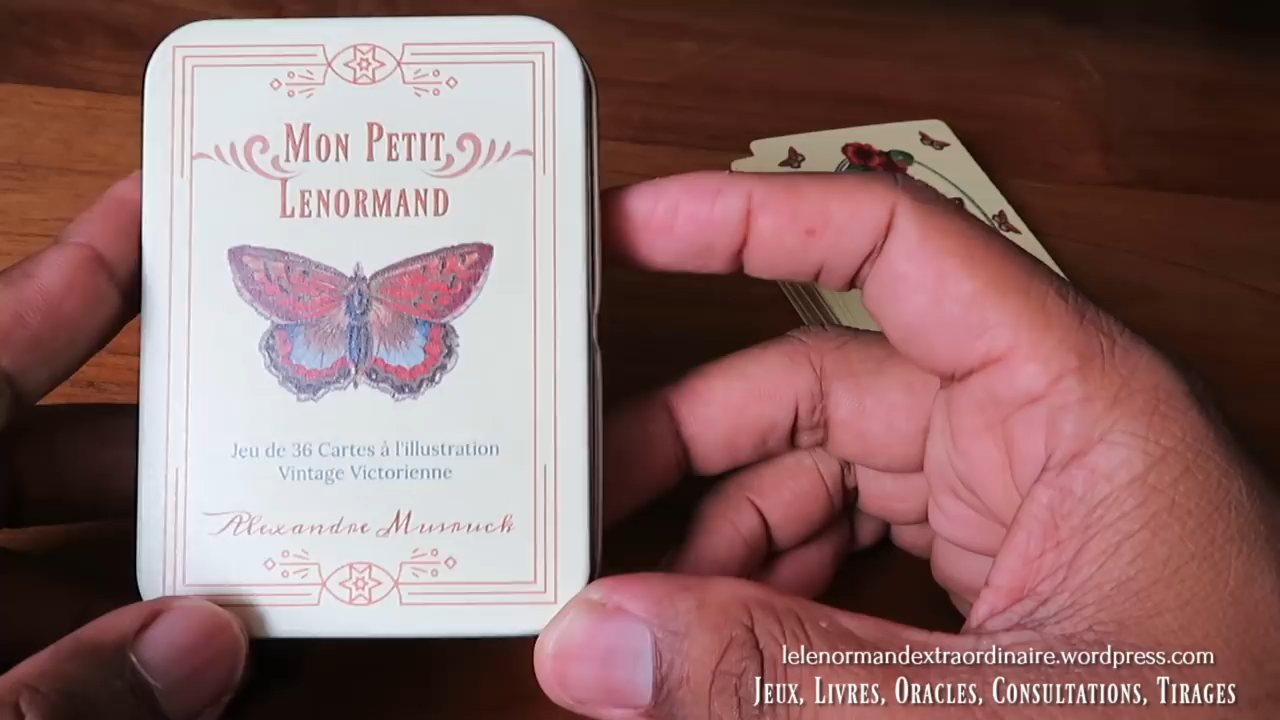 Mon Petit
Lenormand
Jeu de 36 Cartes à l'illustration
Vintage Victorienne
Alexandre Musruck
lelenormandextraordinaire.wordpress.com
Jeux, Livres, Oracles, Consultations, Tirages